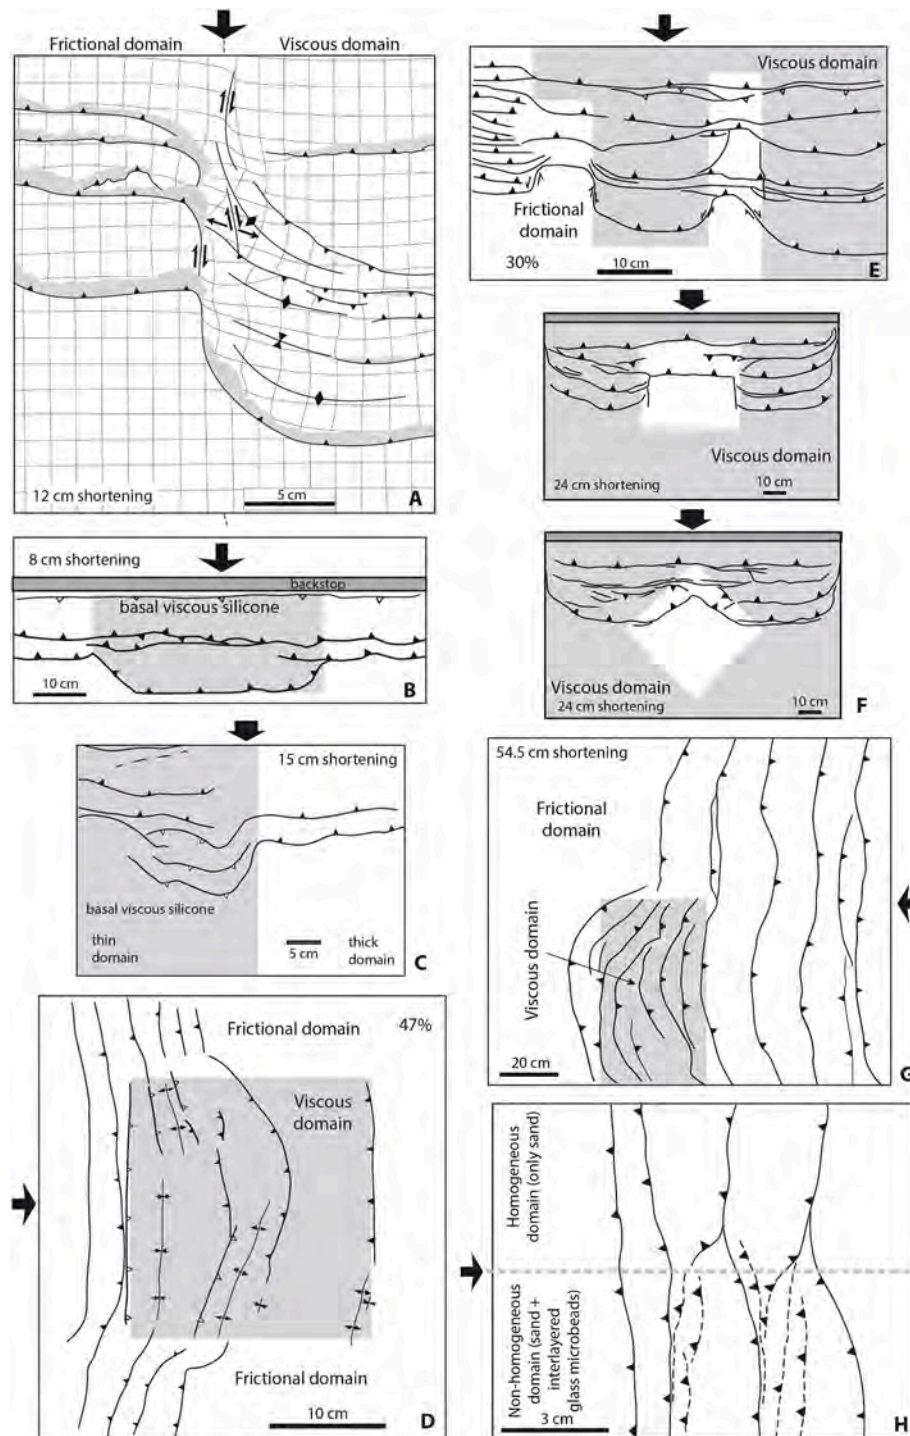 Frictional domain
Viscous domain
12 cm shortening
5 cm
A
8 cm shortening
backstop
basal viscous silicone
10 cm
B
15 cm shortening
basal viscous silicone
thin
domain
5 cm
thick
domain
C
Frictional domain
47%
Viscous
domain
Frictional domain
10 cm
D
Viscous domain
Frictional
domain
30%
10 cm
E
Viscous domain
24 cm shortening
10 cm
Viscous domain
24 cm shortening
10 cm
F
54.5 cm shortening
Frictional
domain
Viscous domain
20 cm
G
Homogeneous
domain (only sand)
Non-homogeneous
domain (sand +
interlayered
glass microbeads)
3 cm
H